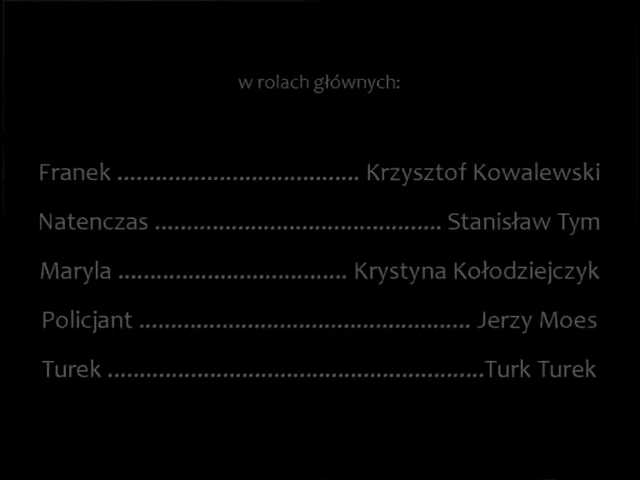 w rolach głównych:
Franek ...................................... Krzysztof Kowalewski
Natenczas ............................................. Stanisław Tym
Maryla .................................... Krystyna Kołodziejczyk
Policjant .................................................... Jerzy Moes
Turek ...........................................................Turk Turek